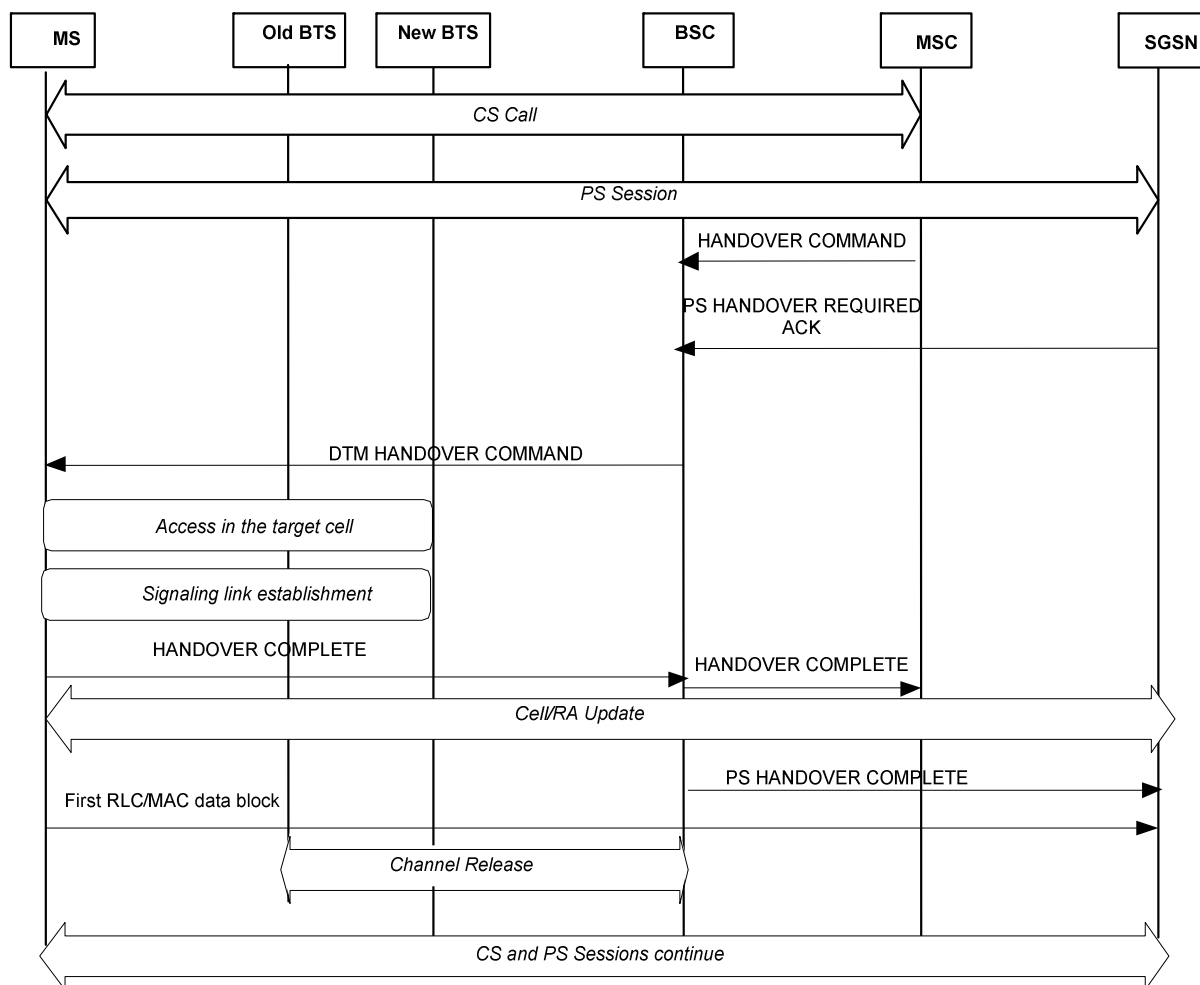 MS
Old BTS
New BTS
BSC
MSC
SGSN
CS Call
PS Session
HANDOVER COMMAND
PS HANDOVER REQUIRED
ACK
DTM HANDOVER COMMAND
Access in the target cell
Signaling link establishment
HANDOVER COMPLETE
HANDOVER COMPLETE
Cell/RA Update
PS HANDOVER COMPLETE
First RLC/MAC data block
Channel Release
CS and PS Sessions continue